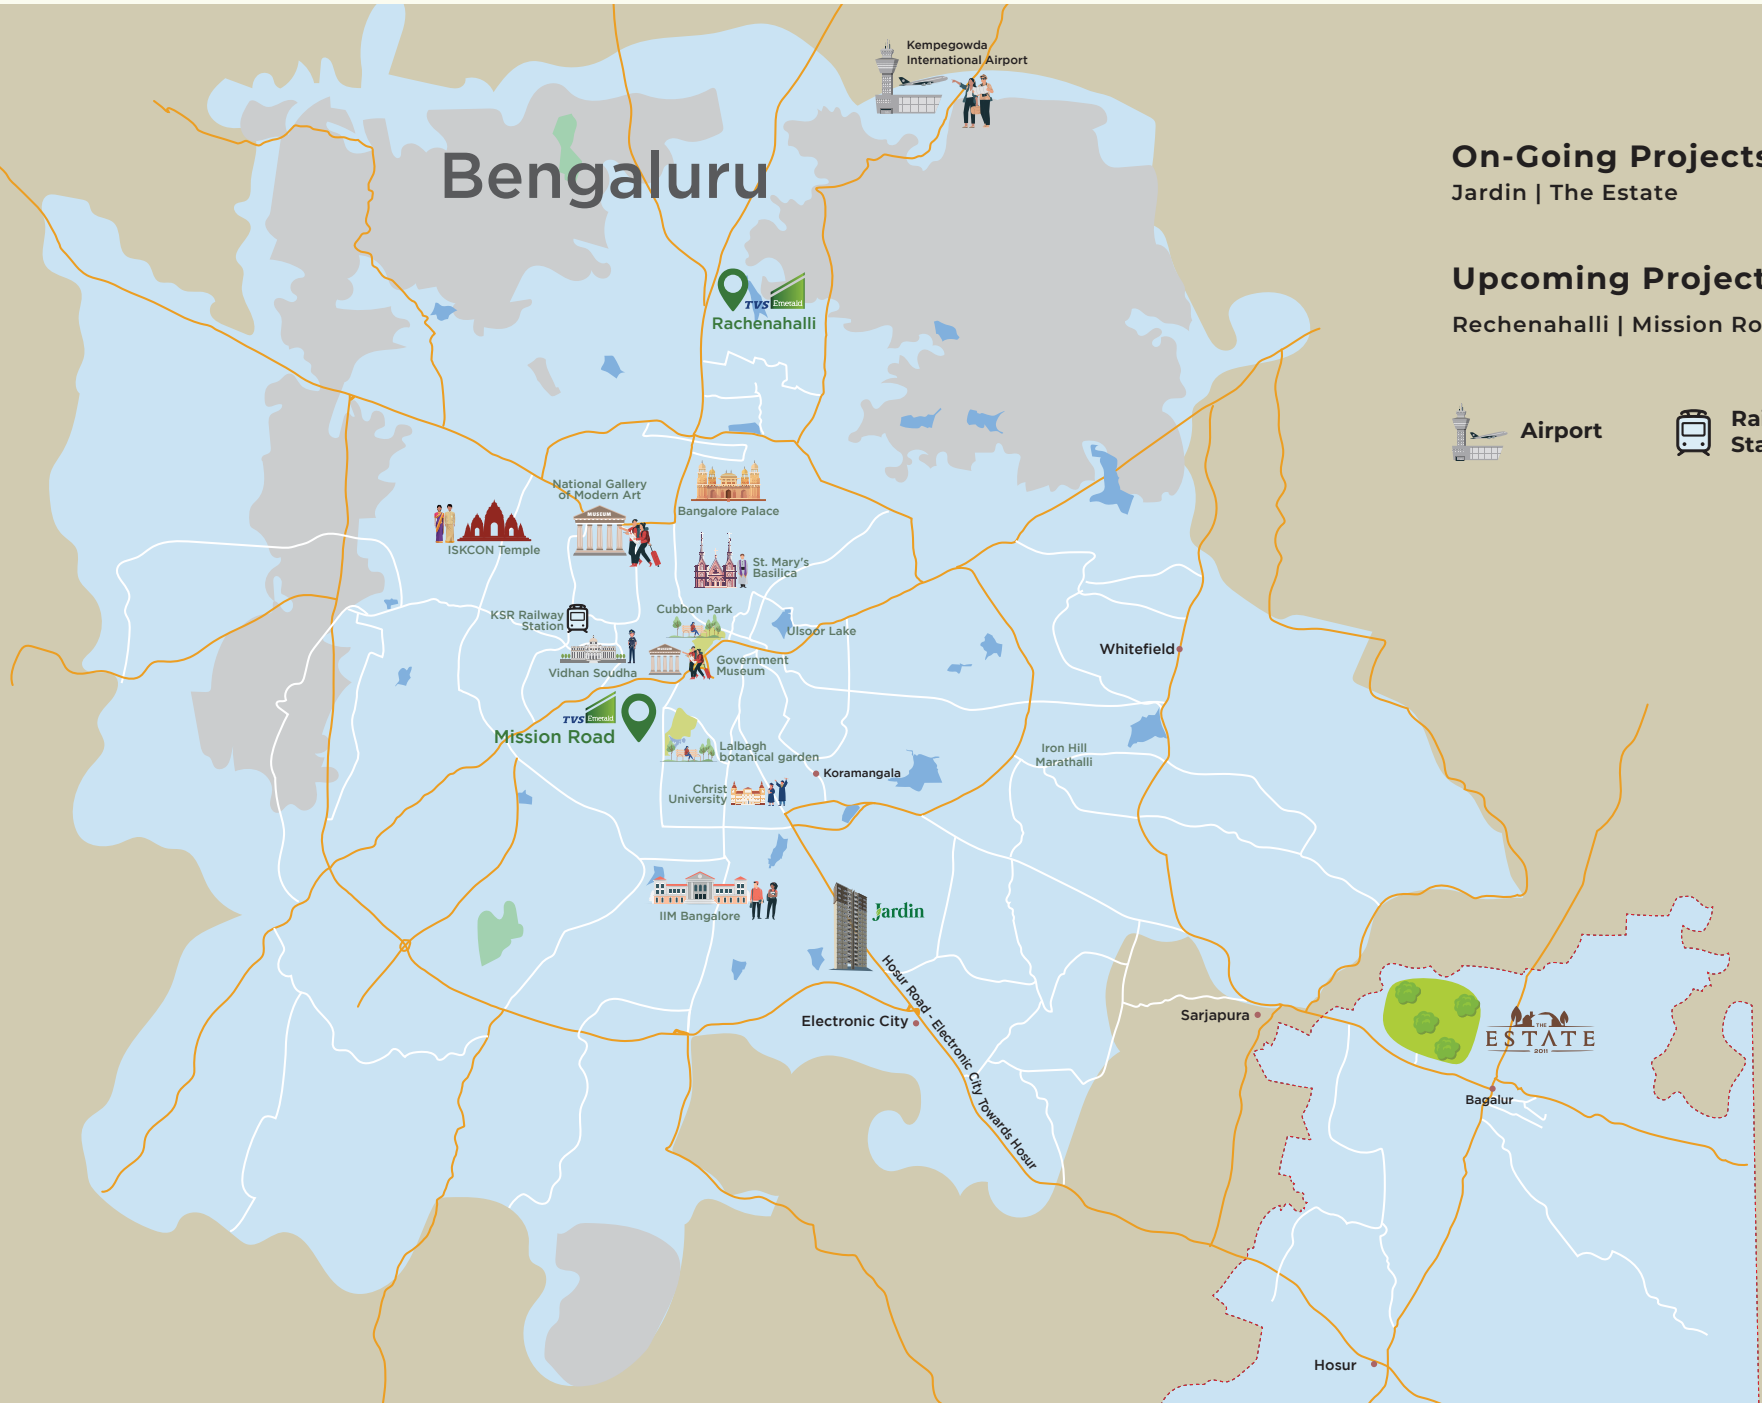 Kempegowda
International Airport
Bengaluru
On-Going Projects
Jardin | The Estate
Upcoming Project
Rechenahalli | Mission Ro
TVS Emerald
Rachenahalli
Airport
Ra
Sta
National Gallery
of Modern Art
MUSEUM
Bangalore Palace
ISKCON Temple
St. Mary's
Basilica
KSR Railway
Station
Cubbon Park
Ulsoor Lake
Vidhan Soudha
Government
Museum
Whitefield
TVS Emerald
Mission Road
Lalbagh
botanical garden
Koramangala
Iron Hill
Marathalli
Christ
University
IIM Bangalore
Jardin
Hosur Road - Electronic City Towards Hosur
Electronic City
Sarjapura
THE
ESTATE
2011
Bagalur
Hosur